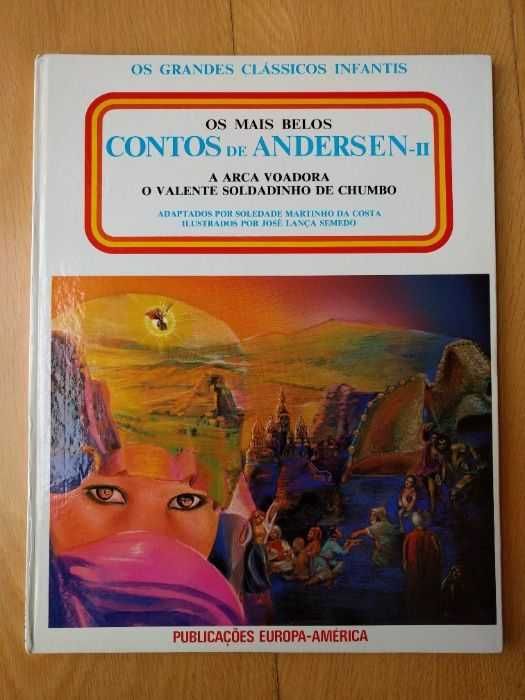 OS GRANDES CLÁSSICOS INFANTIS
OS MAIS BELOS
CONTOS DE ANDERSEN-II
A ARCA VOADORA
O VALENTE SOLDADINHO DE CHUMBO
ADAPTADOS POR SOLEDADE MARTINHO DA COSTA
ILUSTRADOS POR JOSÉ LANÇA SEMEDO
PUBLICAÇÕES EUROPA-AMÉRICA